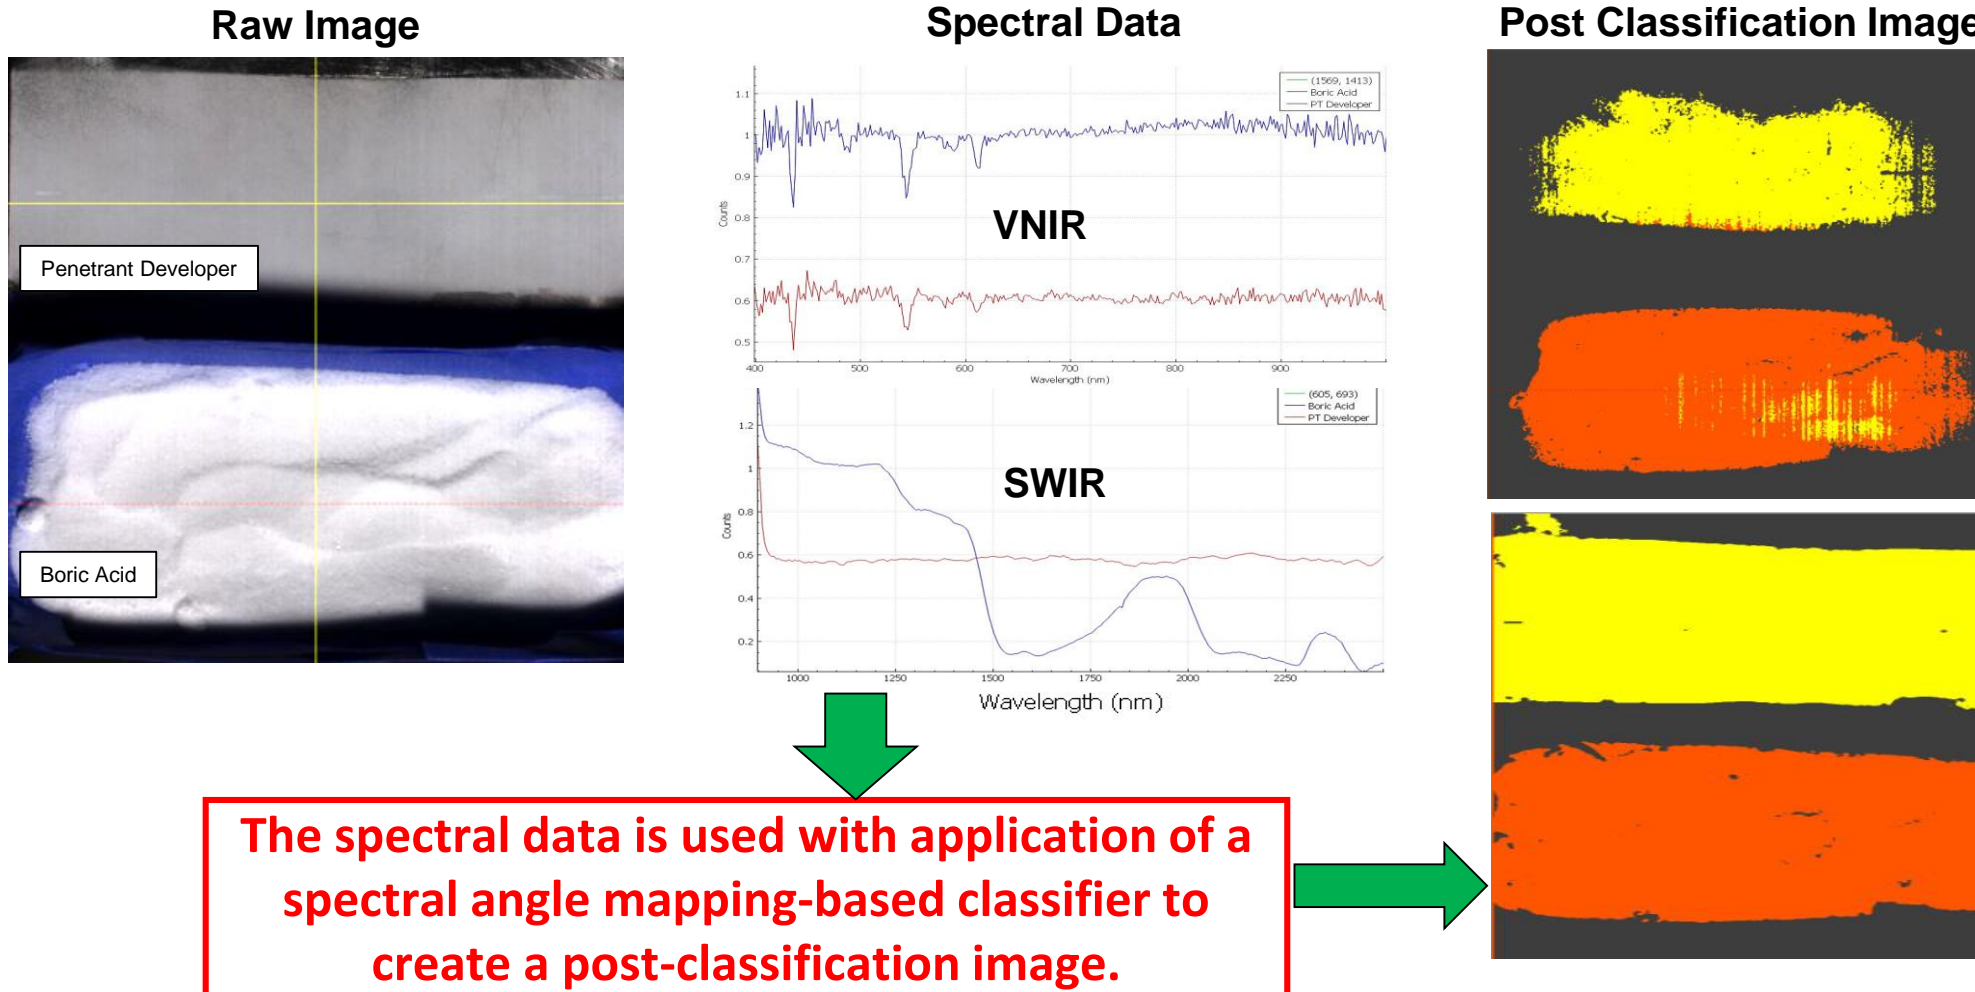 Raw Image
Spectral Data
Post Classification Image
Penetrant Developer
Boric Acid
(1569, 1413)
Boric Acid
PT Developer
VNIR
1.1
1
0.9
0.8
0.7
0.6
0.5
Counts
400
500
600
700
800
900
Wavelength (nm)
(605, 693)
Boric Acid
PT Developer
SWIR
1.2
1
0.8
0.6
0.4
0.2
Counts
1000
1250
1500
1750
2000
2250
Wavelength (nm)
The spectral data is used with application of a
spectral angle mapping-based classifier to
create a post-classification image.